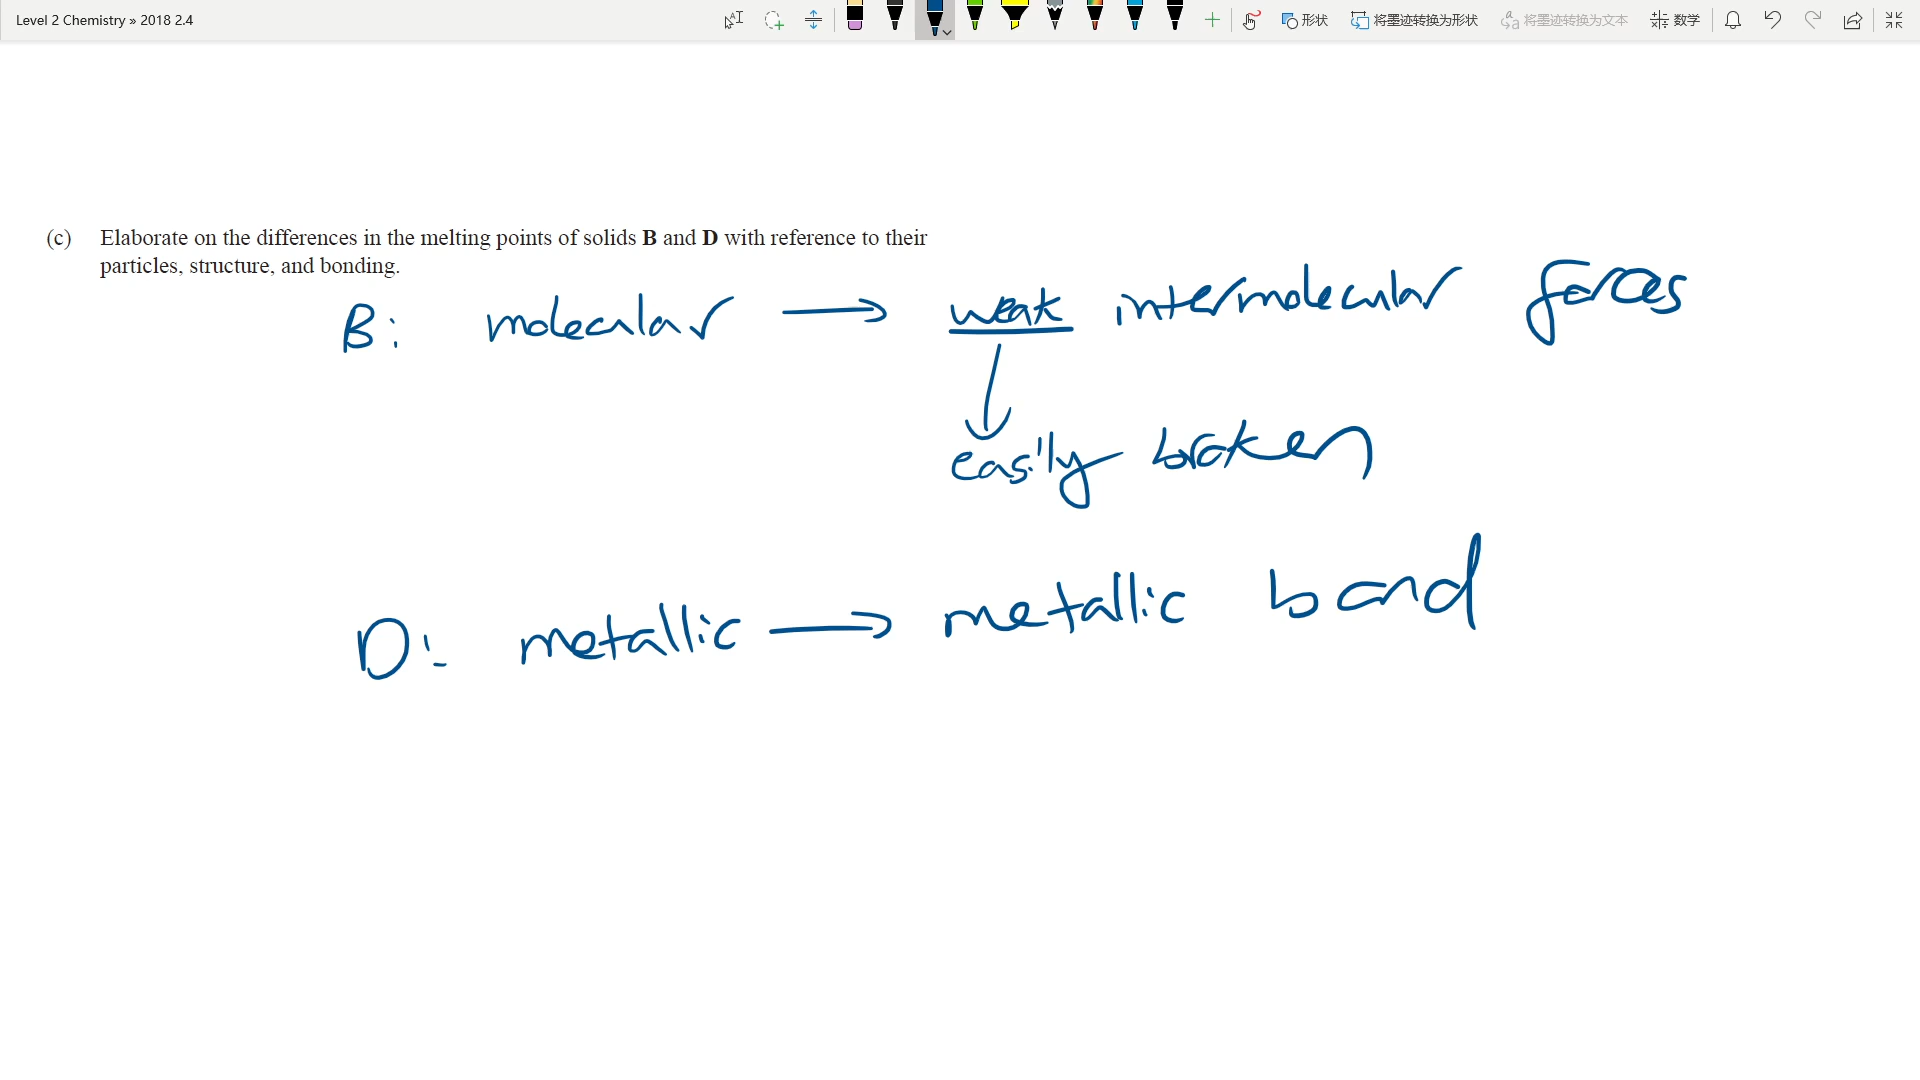 Level 2 Chemistry » 2018 2.4
形状 将墨迹转换为形状 将墨迹转换为文本 数学
(c) Elaborate on the differences in the melting points of solids B and D with reference to their
particles, structure, and bonding.
B: molecular → weak intermolecular forces
↓
easily broken
D: metallic → metallic bond